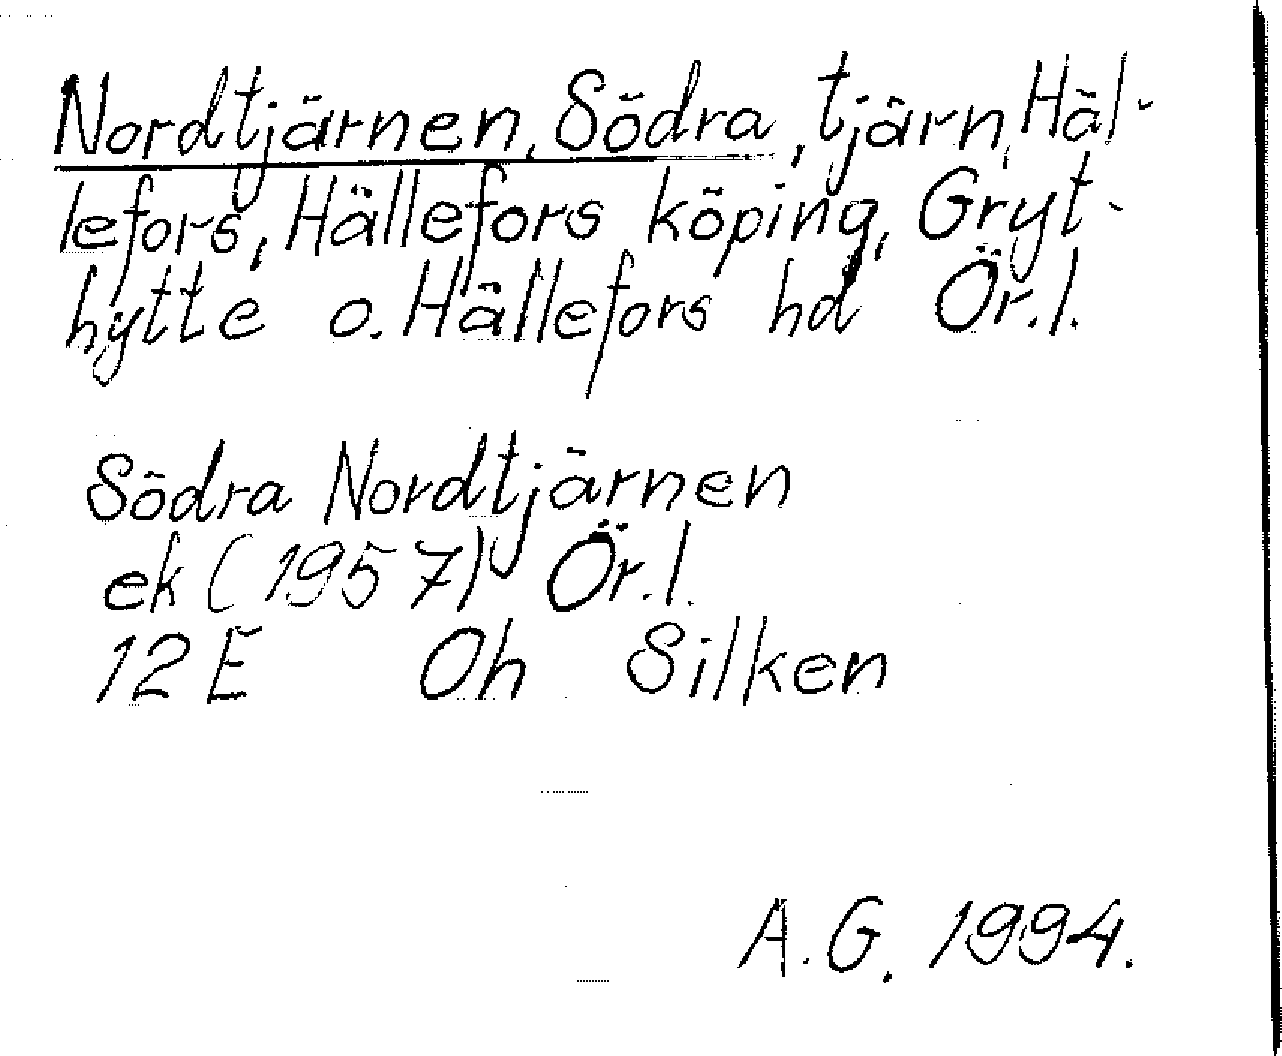 Nordtjärnen, Södra, tjärn, Häl-
lefors, Hällefors köping, Gryt-
hytte o. Hällefors hd Ör.l.
Södra Nordtjärnen
ek (1957) Ör.l.
12E Oh Silken
A.G. 1994.